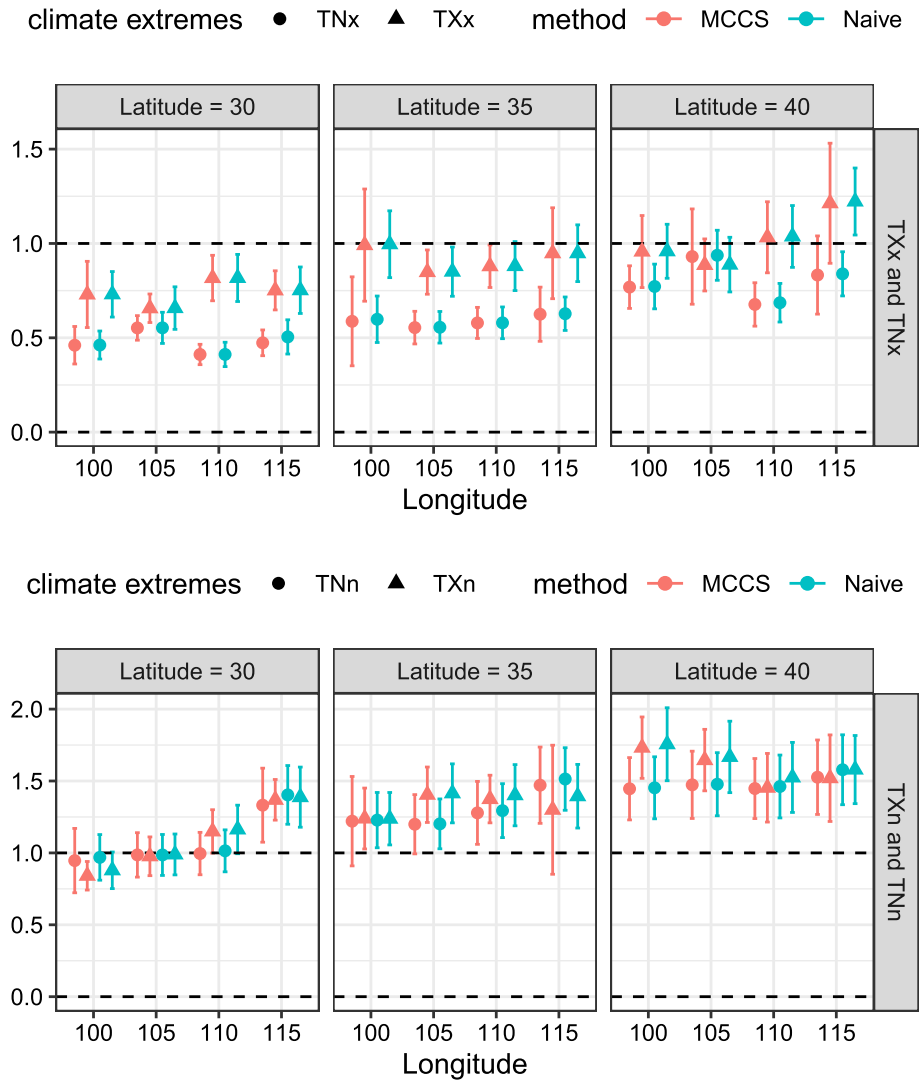 climate extremes TNx TXx method MCCS Naive
Latitude = 30 Latitude = 35 Latitude = 40
1.5
1.0
0.5
0.0
TXx and TNx
100 105 110 115 100 105 110 115 100 105 110 115
Longitude
climate extremes TNn TXn method MCCS Naive
Latitude = 30 Latitude = 35 Latitude = 40
2.0
1.5
1.0
0.5
0.0
TXn and TNn
100 105 110 115 100 105 110 115 100 105 110 115
Longitude